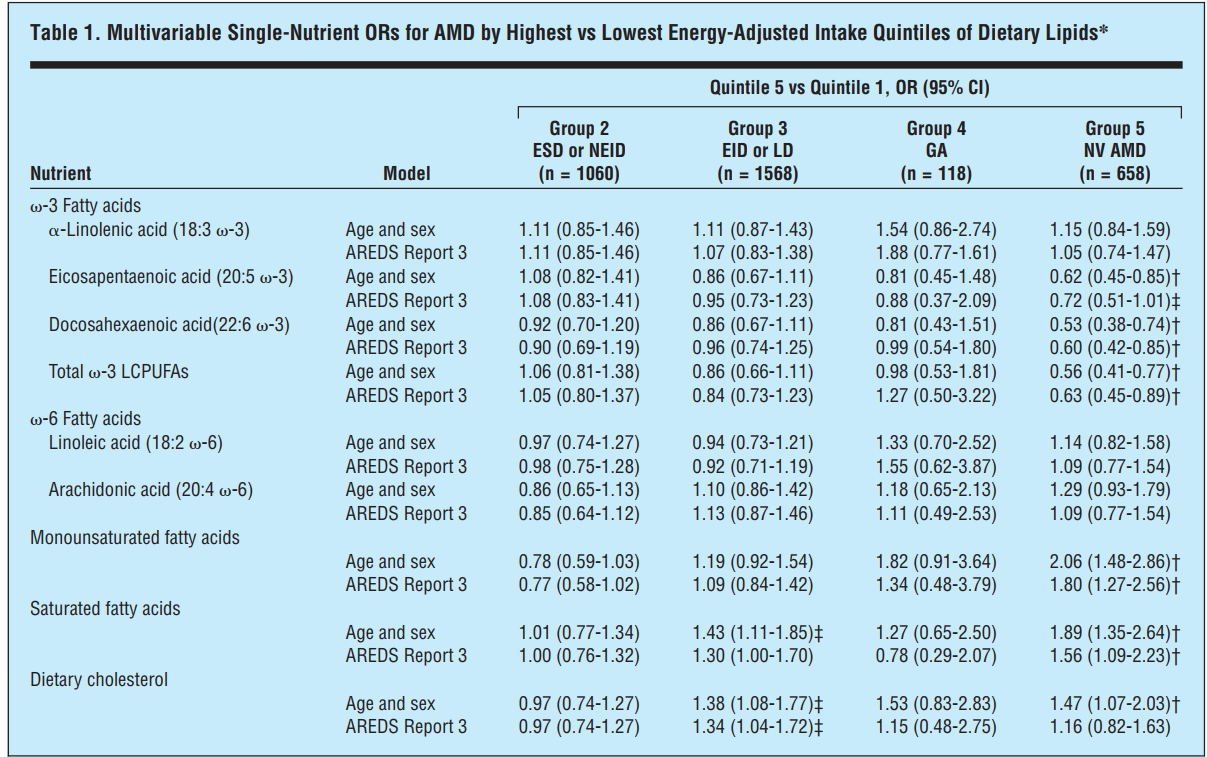 Table 1. Multivariable Single-Nutrient ORs for AMD by Highest vs Lowest Energy-Adjusted Intake Quintiles of Dietary Lipids*
Quintile 5 vs Quintile 1, OR (95% CI)
Group 2 Group 3 Group 4 Group 5
ESD or NEID EID or LD GA NV AMD
Nutrient Model (n = 1060) (n = 1568) (n = 118) (n = 658)
ω-3 Fatty acids
α-Linolenic acid (18:3 ω-3) Age and sex 1.11 (0.85-1.46) 1.11 (0.87-1.43) 1.54 (0.86-2.74) 1.15 (0.84-1.59)
AREDS Report 3 1.11 (0.85-1.46) 1.07 (0.83-1.38) 1.88 (0.77-1.61) 1.05 (0.74-1.47)
Eicosapentaenoic acid (20:5 ω-3) Age and sex 1.08 (0.82-1.41) 0.86 (0.67-1.11) 0.81 (0.45-1.48) 0.62 (0.45-0.85)†
AREDS Report 3 1.08 (0.83-1.41) 0.95 (0.73-1.23) 0.88 (0.37-2.09) 0.72 (0.51-1.01)‡
Docosahexaenoic acid(22:6 ω-3) Age and sex 0.92 (0.70-1.20) 0.86 (0.67-1.11) 0.81 (0.43-1.51) 0.53 (0.38-0.74)†
AREDS Report 3 0.90 (0.69-1.19) 0.96 (0.74-1.25) 0.99 (0.54-1.80) 0.60 (0.42-0.85)†
Total ω-3 LCPUFAs Age and sex 1.06 (0.81-1.38) 0.86 (0.66-1.11) 0.98 (0.53-1.81) 0.56 (0.41-0.77)†
AREDS Report 3 1.05 (0.80-1.37) 0.84 (0.73-1.23) 1.27 (0.50-3.22) 0.63 (0.45-0.89)†
ω-6 Fatty acids
Linoleic acid (18:2 ω-6) Age and sex 0.97 (0.74-1.27) 0.94 (0.73-1.21) 1.33 (0.70-2.52) 1.14 (0.82-1.58)
AREDS Report 3 0.98 (0.75-1.28) 0.92 (0.71-1.19) 1.55 (0.62-3.87) 1.09 (0.77-1.54)
Arachidonic acid (20:4 ω-6) Age and sex 0.86 (0.65-1.13) 1.10 (0.86-1.42) 1.18 (0.65-2.13) 1.29 (0.93-1.79)
AREDS Report 3 0.85 (0.64-1.12) 1.13 (0.87-1.46) 1.11 (0.49-2.53) 1.09 (0.77-1.54)
Monounsaturated fatty acids
Age and sex 0.78 (0.59-1.03) 1.19 (0.92-1.54) 1.82 (0.91-3.64) 2.06 (1.48-2.86)†
AREDS Report 3 0.77 (0.58-1.02) 1.09 (0.84-1.42) 1.34 (0.48-3.79) 1.80 (1.27-2.56)†
Saturated fatty acids
Age and sex 1.01 (0.77-1.34) 1.43 (1.11-1.85)‡ 1.27 (0.65-2.50) 1.89 (1.35-2.64)†
AREDS Report 3 1.00 (0.76-1.32) 1.30 (1.00-1.70) 0.78 (0.29-2.07) 1.56 (1.09-2.23)†
Dietary cholesterol
Age and sex 0.97 (0.74-1.27) 1.38 (1.08-1.77)‡ 1.53 (0.83-2.83) 1.47 (1.07-2.03)†
AREDS Report 3 0.97 (0.74-1.27) 1.34 (1.04-1.72)‡ 1.15 (0.48-2.75) 1.16 (0.82-1.63)